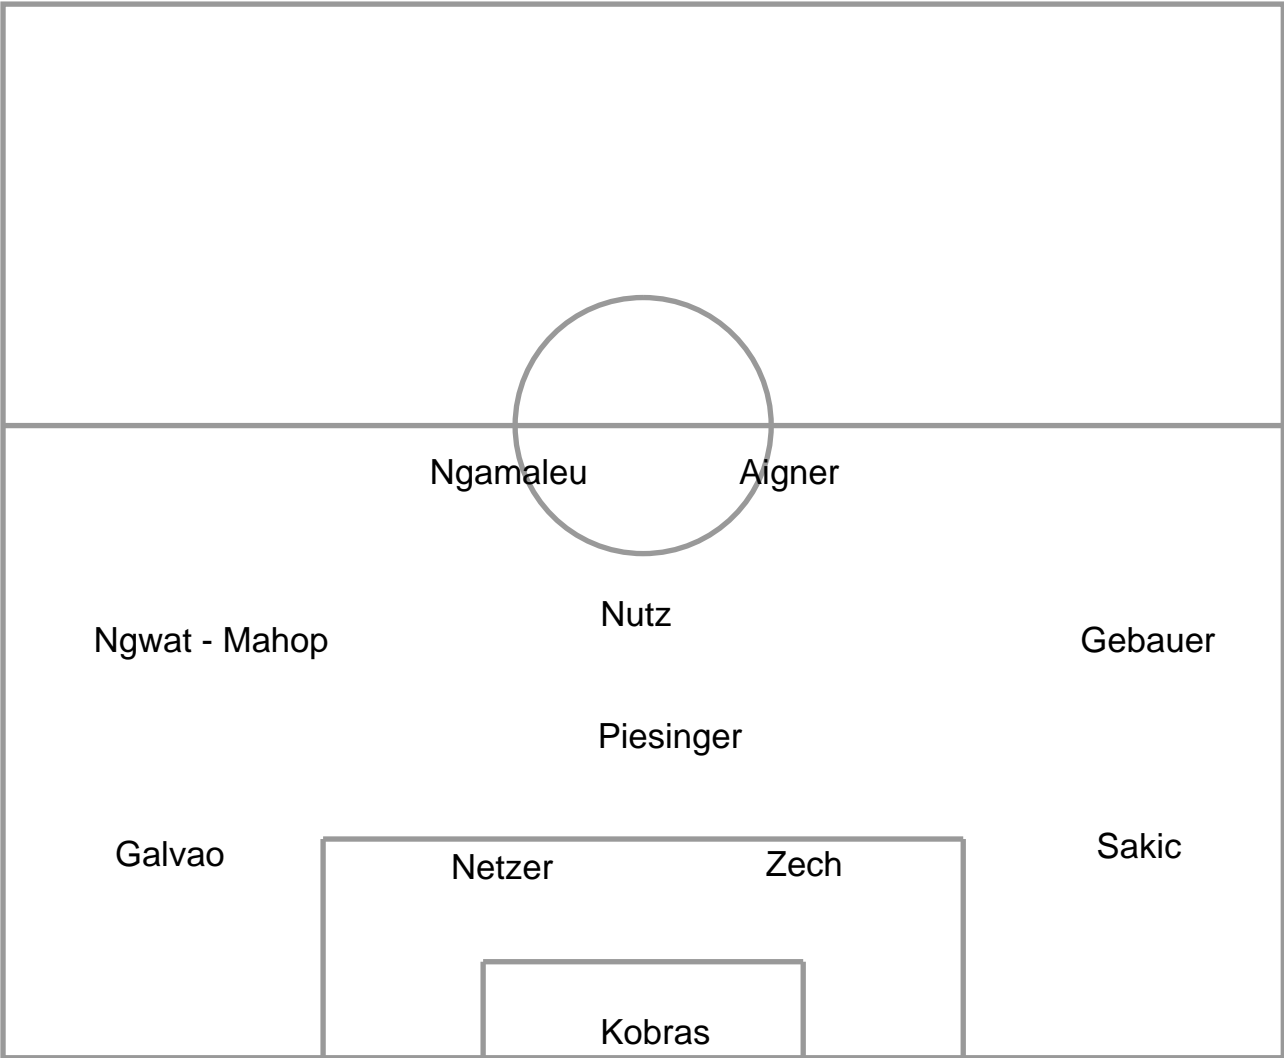 Ngamaleu
Aigner
Nutz
Ngwat - Mahop
Gebauer
Piesinger
Galvao
Netzer
Zech
Sakic
Kobras